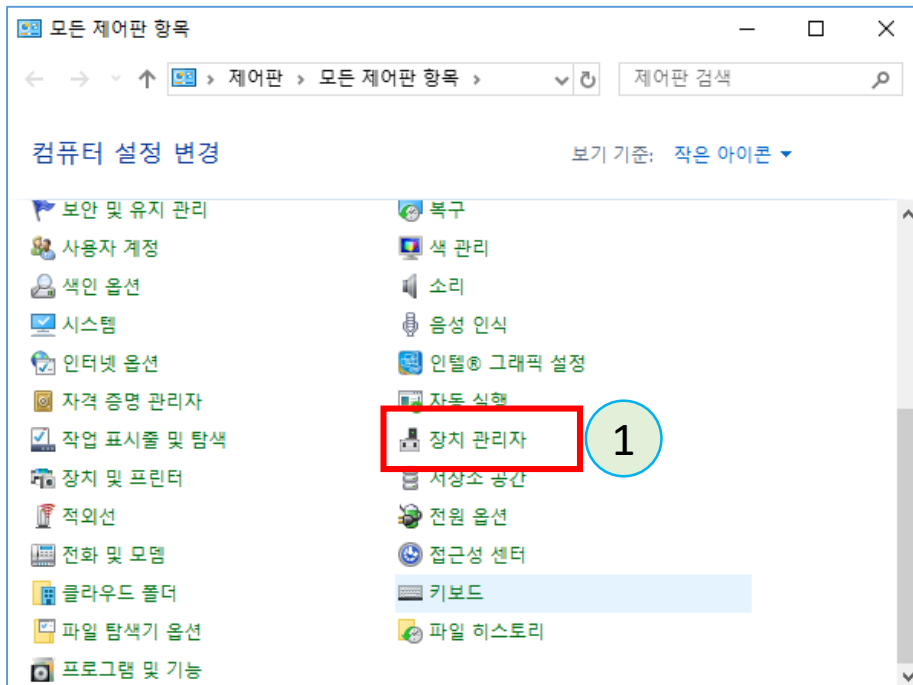 모든 제어판 항목
제어판 › 모든 제어판 항목 ›
제어판 검색
컴퓨터 설정 변경
보기 기준: 작은 아이콘
보안 및 유지 관리
복구
사용자 계정
색 관리
색인 옵션
소리
시스템
음성 인식
인터넷 옵션
인텔® 그래픽 설정
자격 증명 관리자
자동 실행
작업 표시줄 및 탐색
장치 관리자
1
장치 및 프린터
저장소 공간
적외선
전원 옵션
전화 및 모뎀
접근성 센터
클라우드 폴더
키보드
파일 탐색기 옵션
파일 히스토리
프로그램 및 기능